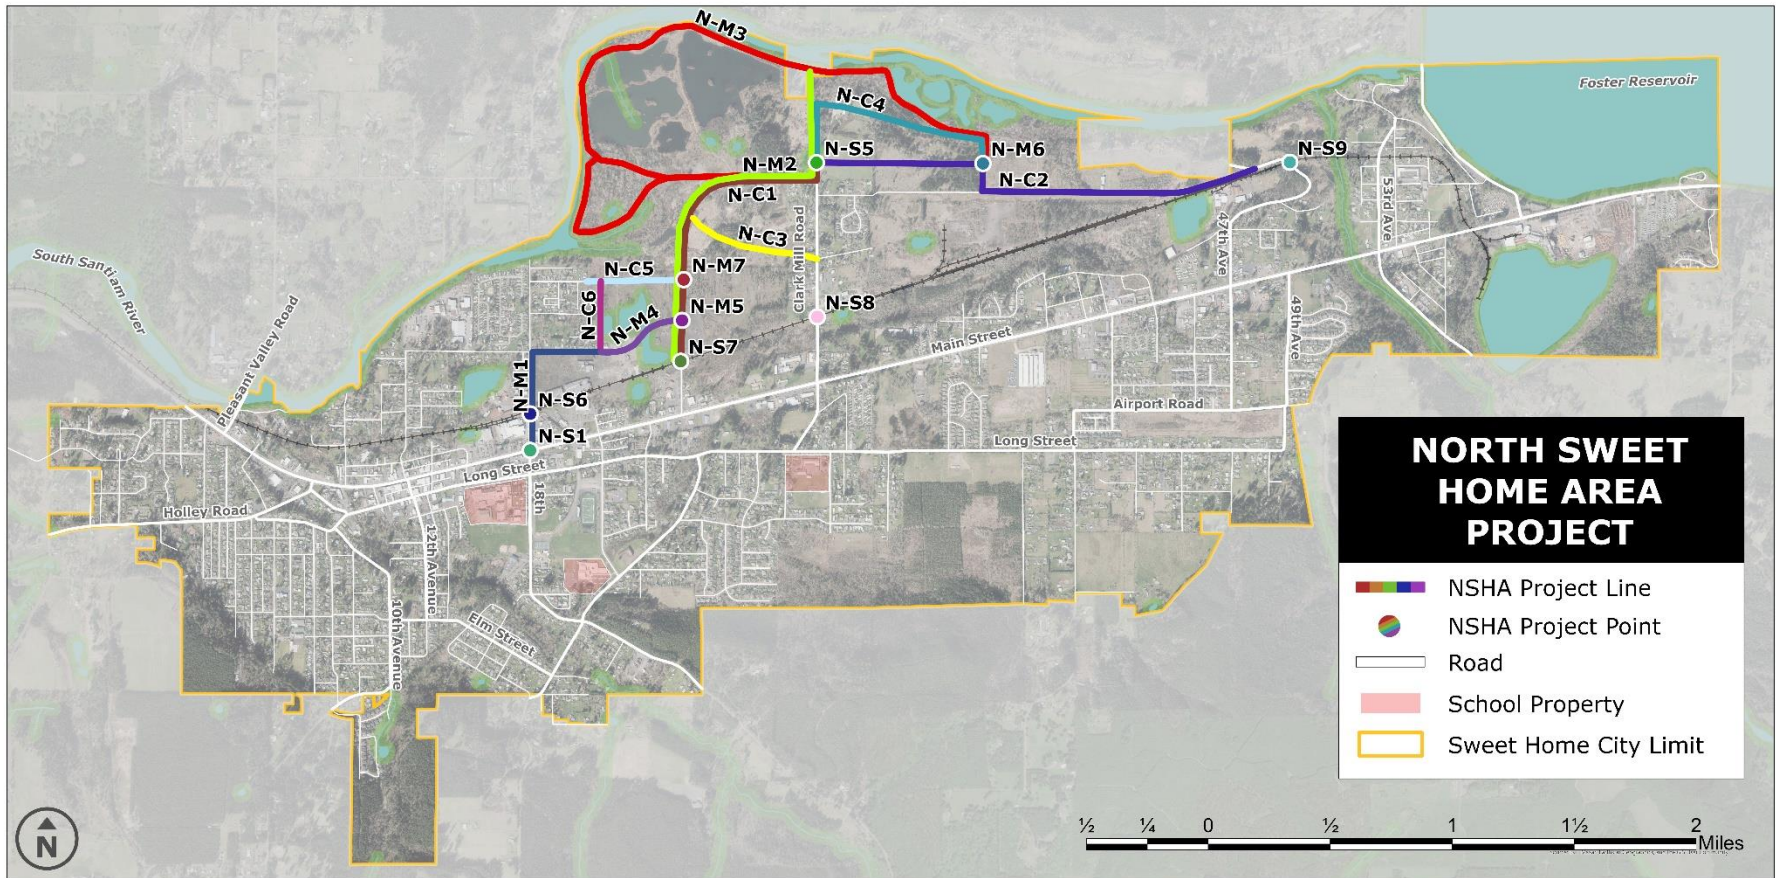 N-M3
Foster Reservoir
N-C4
N-S5
N-M6
N-S9
N-M2
N-C1
N-C2
53rd Ave
N-C3
47th Ave
Clark Mill Road
South Santiam River
N-C5
N-M7
N-C6
N-M4
N-M5
N-S8
49th Ave
Pleasant Valley Road
N-S7
Main Street
N-M1
N-S6
Airport Road
N-S1
Long Street
Long Street
18th
Holley Road
12th Avenue
10th Avenue
Elm Street
NORTH SWEET
HOME AREA
PROJECT
NSHA Project Line
NSHA Project Point
Road
School Property
Sweet Home City Limit
N
½ ¼ 0 ½ 1 1½ 2
Miles